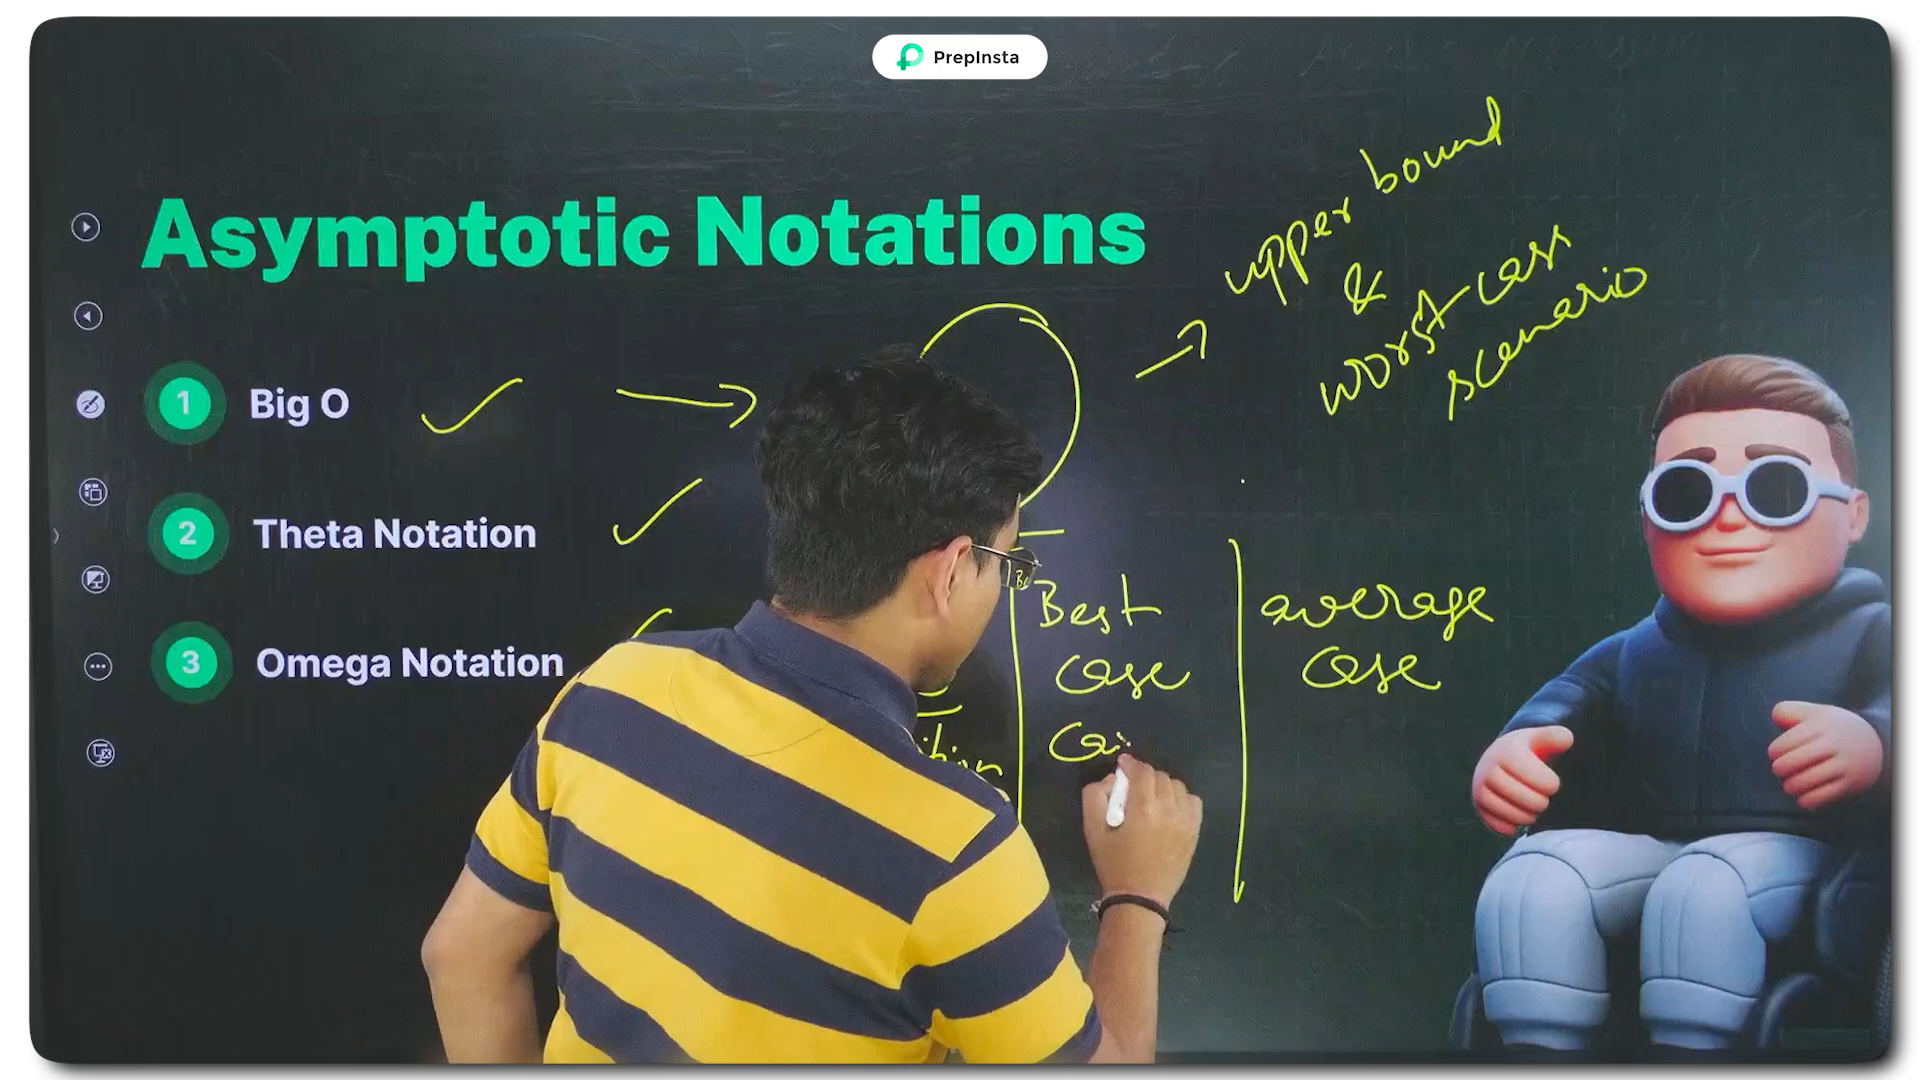 PrepInsta
Asymptotic Notations
upper bound
&
worst case
scenario
1 Big O
2 Theta Notation
3 Omega Notation
Best
case
average
case